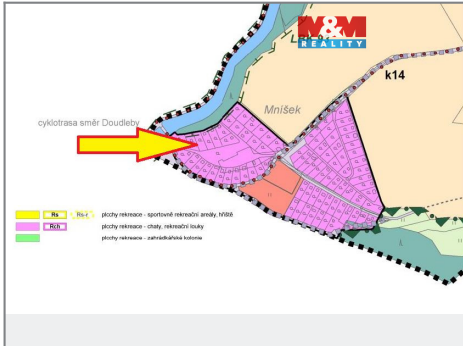 M&M
REALITY
k14
Mníšek
cyklotrasa směr Doudleby
Rs
plochy rekreace - sportovně rekreační areály, hřiště
Rch
plochy rekreace - chaty, rekreační louky
plochy rekreace - zahrádkářské kolonie